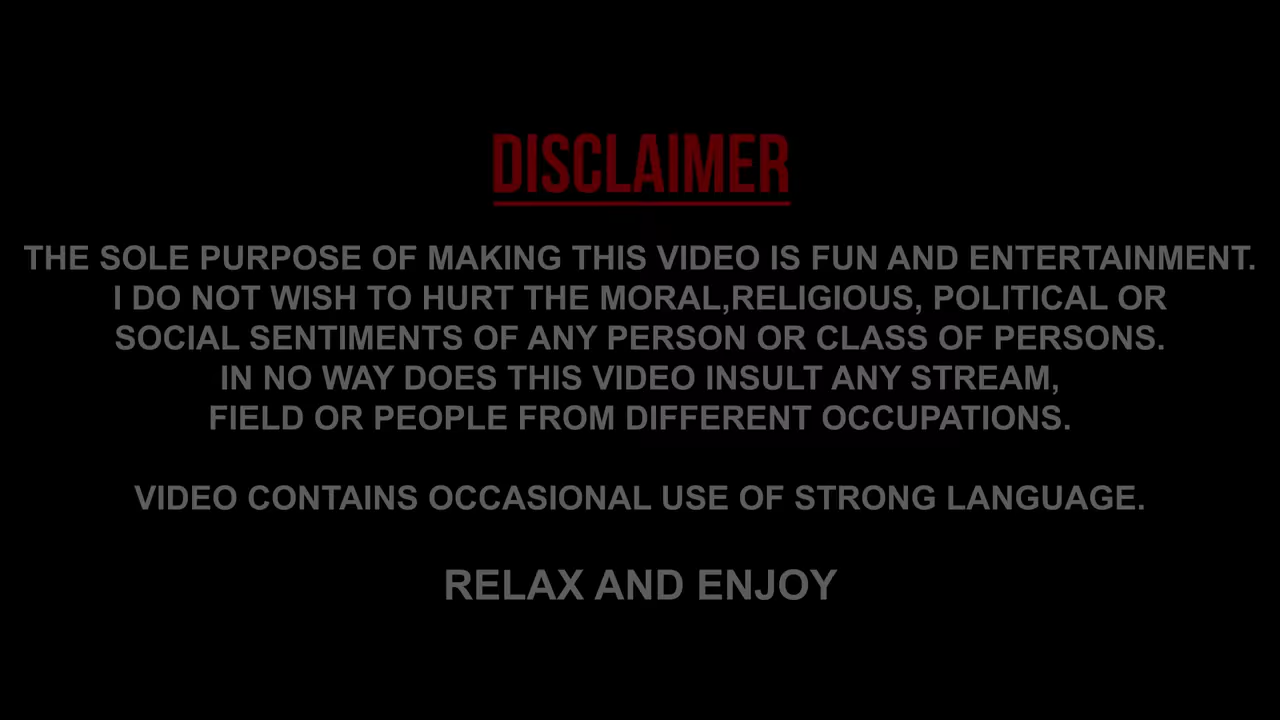 DISCLAIMER
THE SOLE PURPOSE OF MAKING THIS VIDEO IS FUN AND ENTERTAINMENT.
I DO NOT WISH TO HURT THE MORAL,RELIGIOUS, POLITICAL OR
SOCIAL SENTIMENTS OF ANY PERSON OR CLASS OF PERSONS.
IN NO WAY DOES THIS VIDEO INSULT ANY STREAM,
FIELD OR PEOPLE FROM DIFFERENT OCCUPATIONS.
VIDEO CONTAINS OCCASIONAL USE OF STRONG LANGUAGE.
RELAX AND ENJOY